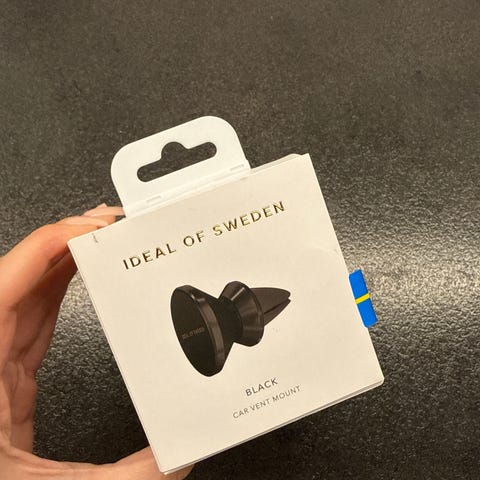 IDEAL OF SWEDEN
BLACK
CAR VENT MOUNT